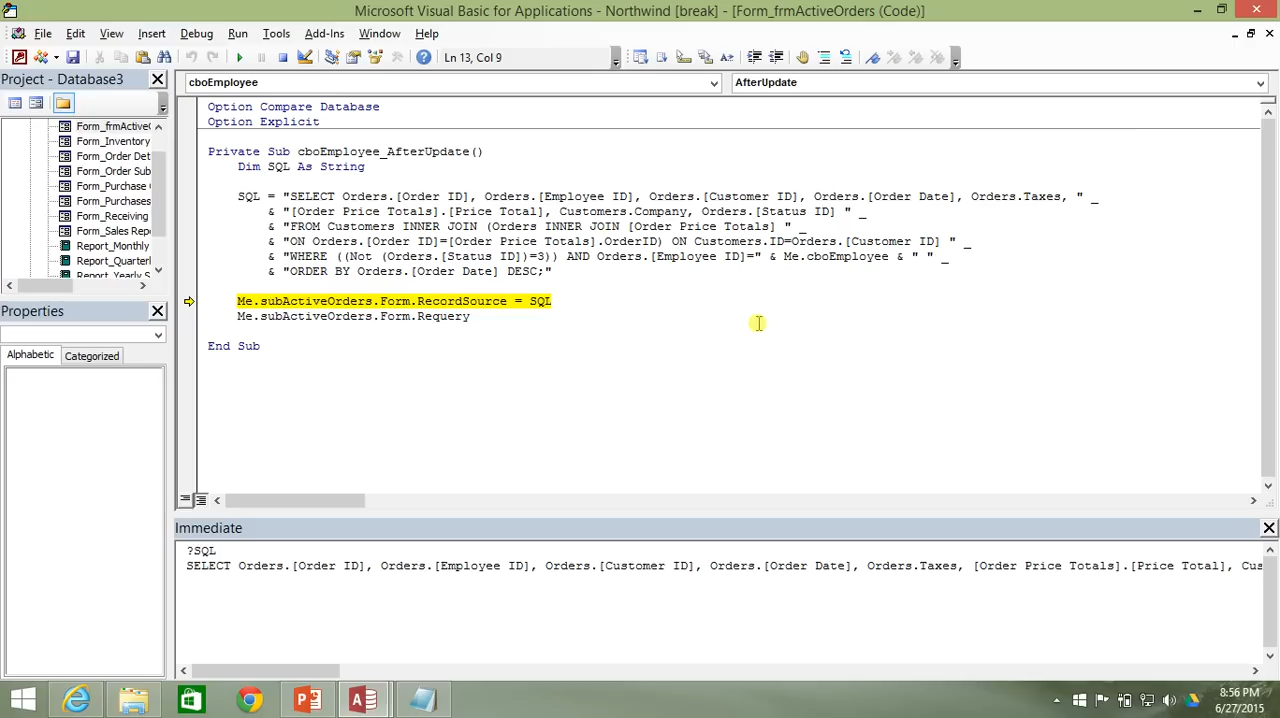 Microsoft Visual Basic for Applications - Northwind [break] - [Form_frmActiveOrders (Code)]
File Edit View Insert Format Debug Run Tools Add-Ins Window Help
Ln 13, Col 9
Project - Database3
cboEmployee
AfterUpdate
Form_frmActive
Form_Inventory
Form_Order Det
Form_Order Sub
Form_Purchase
Form_Purchases
Form_Receiving
Form_Sales Repo
Report_Monthly
Report_Quarterl
Report_Yearly S
Properties
Alphabetic Categorized
Option Compare Database
Option Explicit
Private Sub cboEmployee_AfterUpdate()
Dim SQL As String
SQL = "SELECT Orders.[Order ID], Orders.[Employee ID], Orders.[Customer ID], Orders.[Order Date], Orders.Taxes, " _
& "[Order Price Totals].[Price Total], Customers.Company, Orders.[Status ID] " _
& "FROM Customers INNER JOIN (Orders INNER JOIN [Order Price Totals] " _
& "ON Orders.[Order ID]=[Order Price Totals].OrderID) ON Customers.ID=Orders.[Customer ID] " _
& "WHERE ((Not (Orders.[Status ID])=3)) AND Orders.[Employee ID]=" & Me.cboEmployee & " " _
& "ORDER BY Orders.[Order Date] DESC;"
Me.subActiveOrders.Form.RecordSource = SQL
Me.subActiveOrders.Form.Requery
End Sub
Immediate
?SQL
SELECT Orders.[Order ID], Orders.[Employee ID], Orders.[Customer ID], Orders.[Order Date], Orders.Taxes, [Order Price Totals].[Price Total], Cus
8:56 PM
6/27/2015